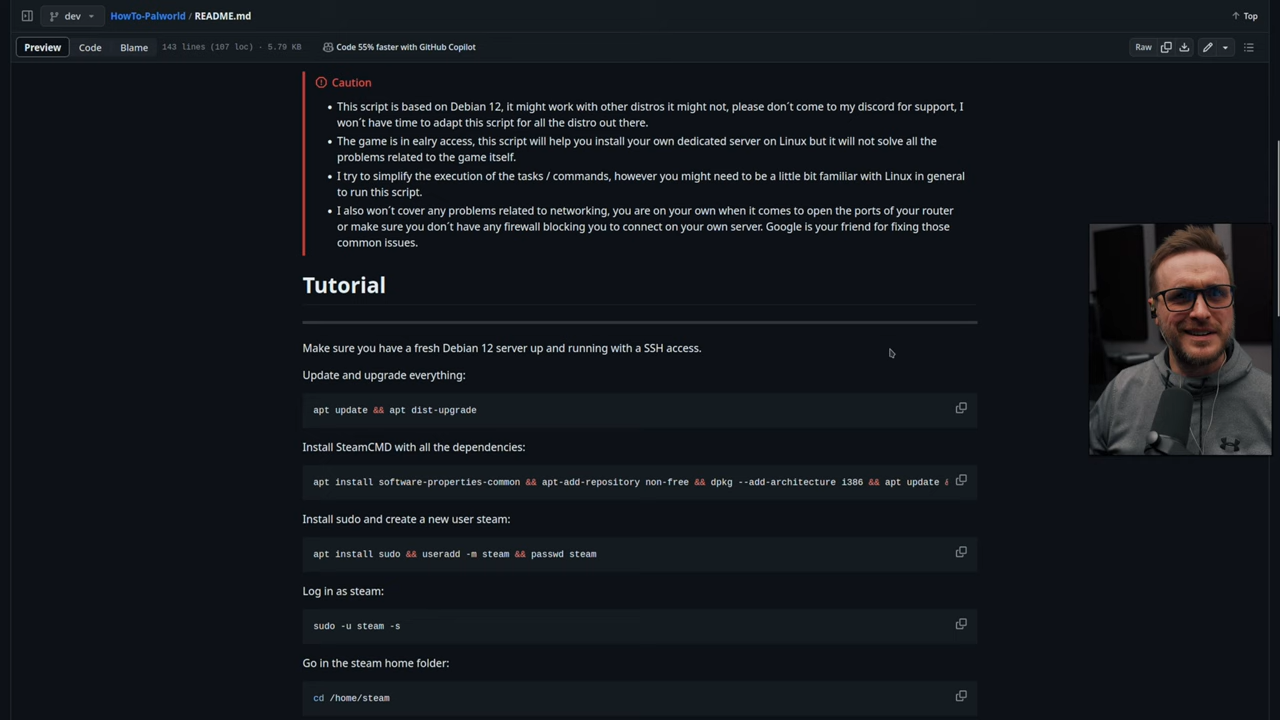 dev
HowTo-Palworld / README.md
Top
Preview Code Blame 143 lines (107 loc) · 5.79 KB Code 55% faster with GitHub Copilot Raw
Caution
• This script is based on Debian 12, it might work with other distros it might not, please don´t come to my discord for support, I
won´t have time to adapt this script for all the distro out there.
• The game is in ealry access, this script will help you install your own dedicated server on Linux but it will not solve all the
problems related to the game itself.
• I try to simplify the execution of the tasks / commands, however you might need to be a little bit familiar with Linux in general
to run this script.
• I also won´t cover any problems related to networking, you are on your own when it comes to open the ports of your router
or make sure you don´t have any firewall blocking you to connect on your own server. Google is your friend for fixing those
common issues.
Tutorial
Make sure you have a fresh Debian 12 server up and running with a SSH access.
Update and upgrade everything:
apt update && apt dist-upgrade
Install SteamCMD with all the dependencies:
apt install software-properties-common && apt-add-repository non-free && dpkg --add-architecture i386 && apt update
Install sudo and create a new user steam:
apt install sudo && useradd -m steam && passwd steam
Log in as steam:
sudo -u steam -s
Go in the steam home folder:
cd /home/steam